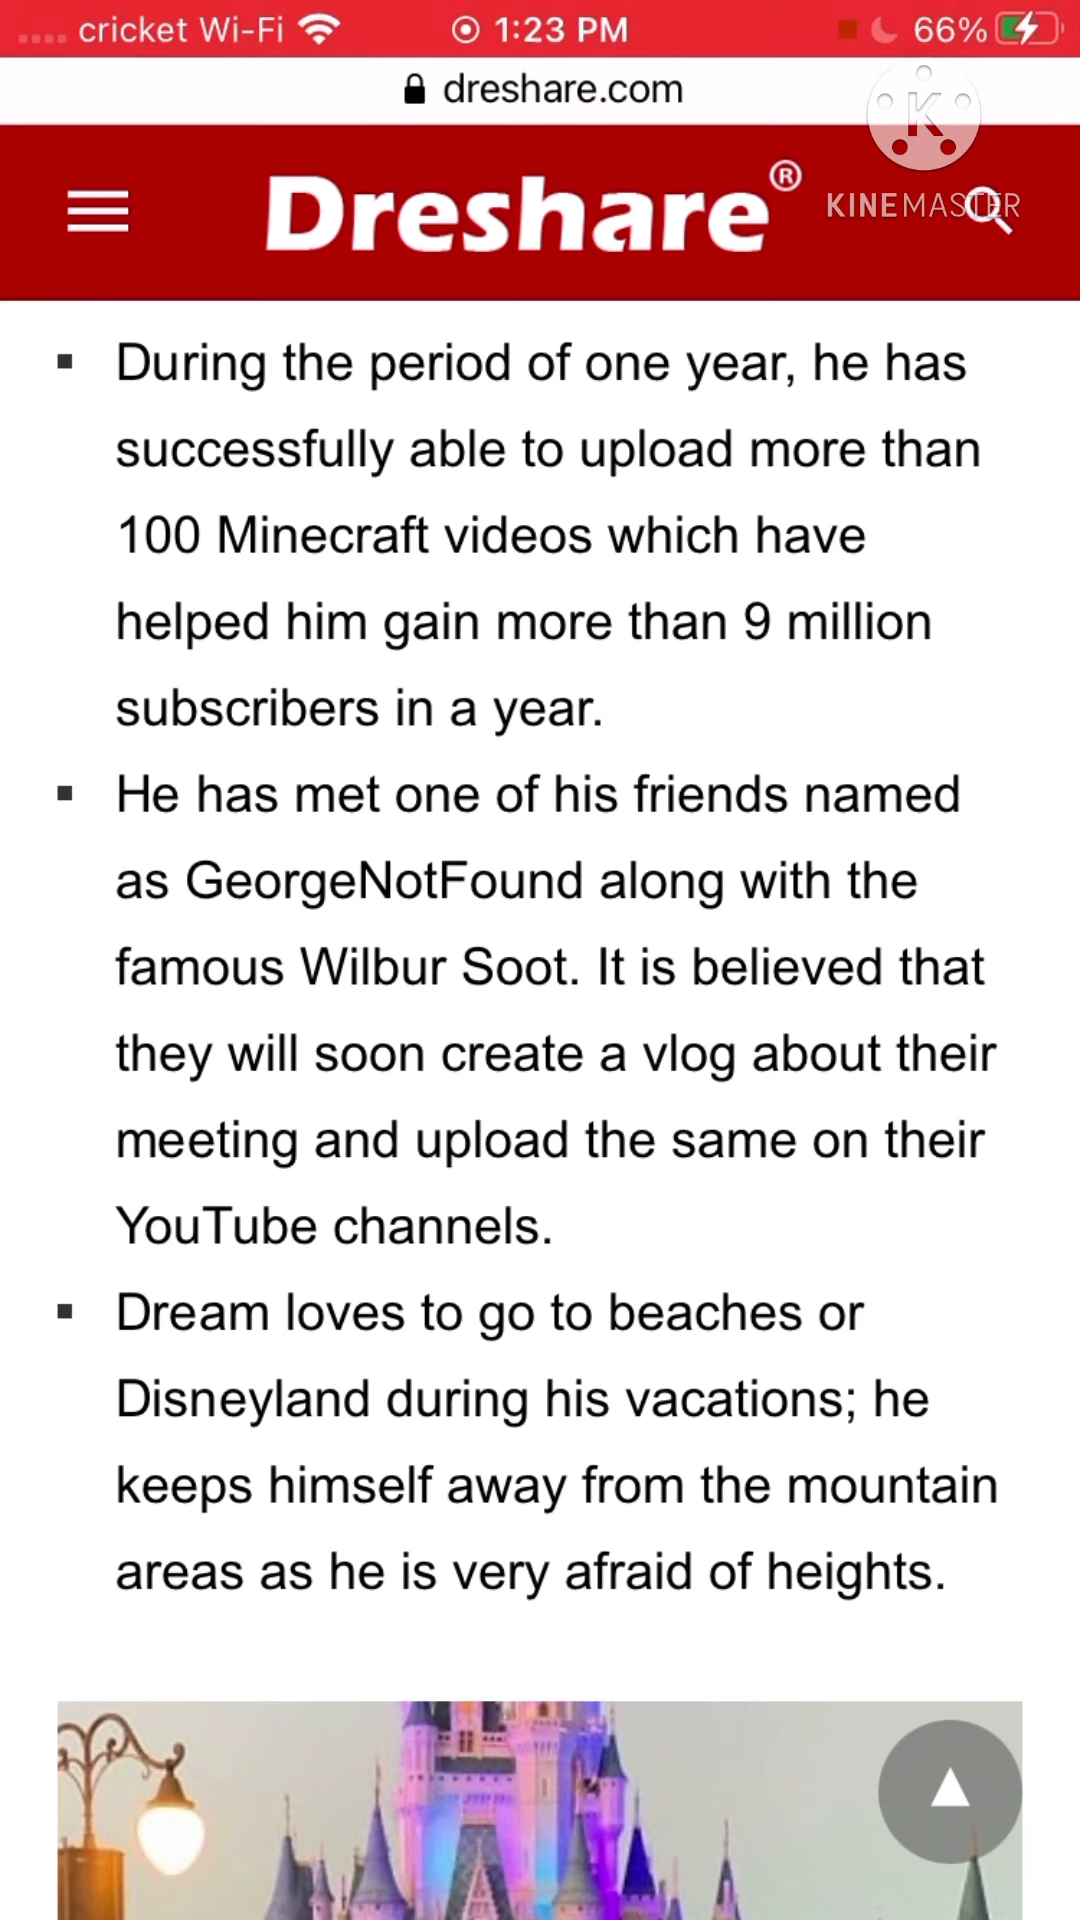 cricket Wi-Fi 1:23 PM 66%
dreshare.com
K
KINEMASTER
Dreshare®
▪ During the period of one year, he has
successfully able to upload more than
100 Minecraft videos which have
helped him gain more than 9 million
subscribers in a year.
▪ He has met one of his friends named
as GeorgeNotFound along with the
famous Wilbur Soot. It is believed that
they will soon create a vlog about their
meeting and upload the same on their
YouTube channels.
▪ Dream loves to go to beaches or
Disneyland during his vacations; he
keeps himself away from the mountain
areas as he is very afraid of heights.